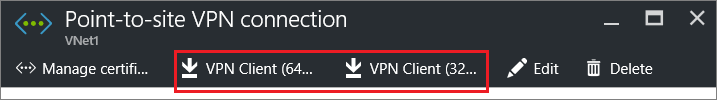 Point-to-site VPN connection
VNet1
Manage certifi... VPN Client (64... VPN Client (32... Edit Delete